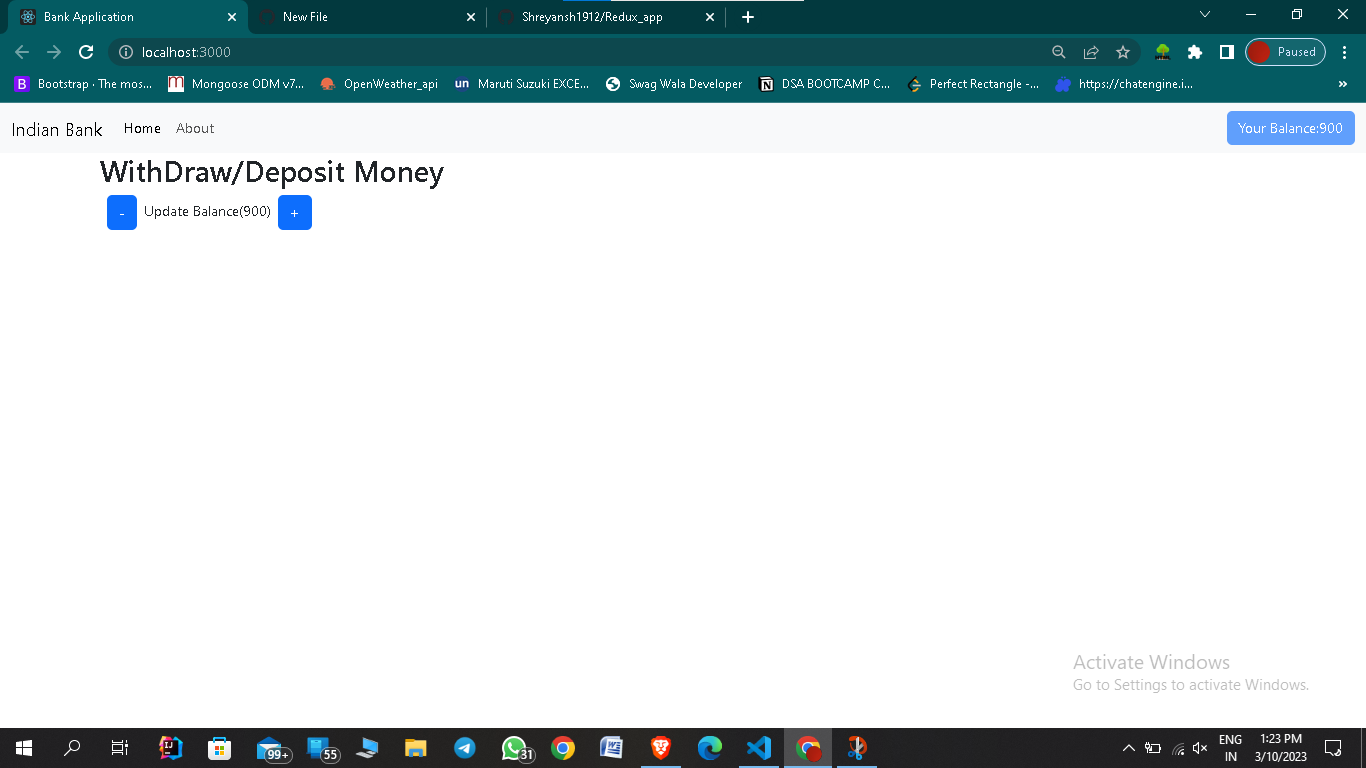 Bank Application
New File
Shreyansh1912/Redux_app
localhost:3000
Paused
B Bootstrap · The mos...
Mongoose ODM v7...
OpenWeather_api
un Maruti Suzuki EXCE...
Swag Wala Developer
DSA BOOTCAMP C...
Perfect Rectangle -...
https://chatengine.i...
»
Indian Bank Home About Your Balance:900
WithDraw/Deposit Money
- Update Balance(900) +
Activate Windows
Go to Settings to activate Windows.
99+
55
31
ENG
IN
1:23 PM
3/10/2023